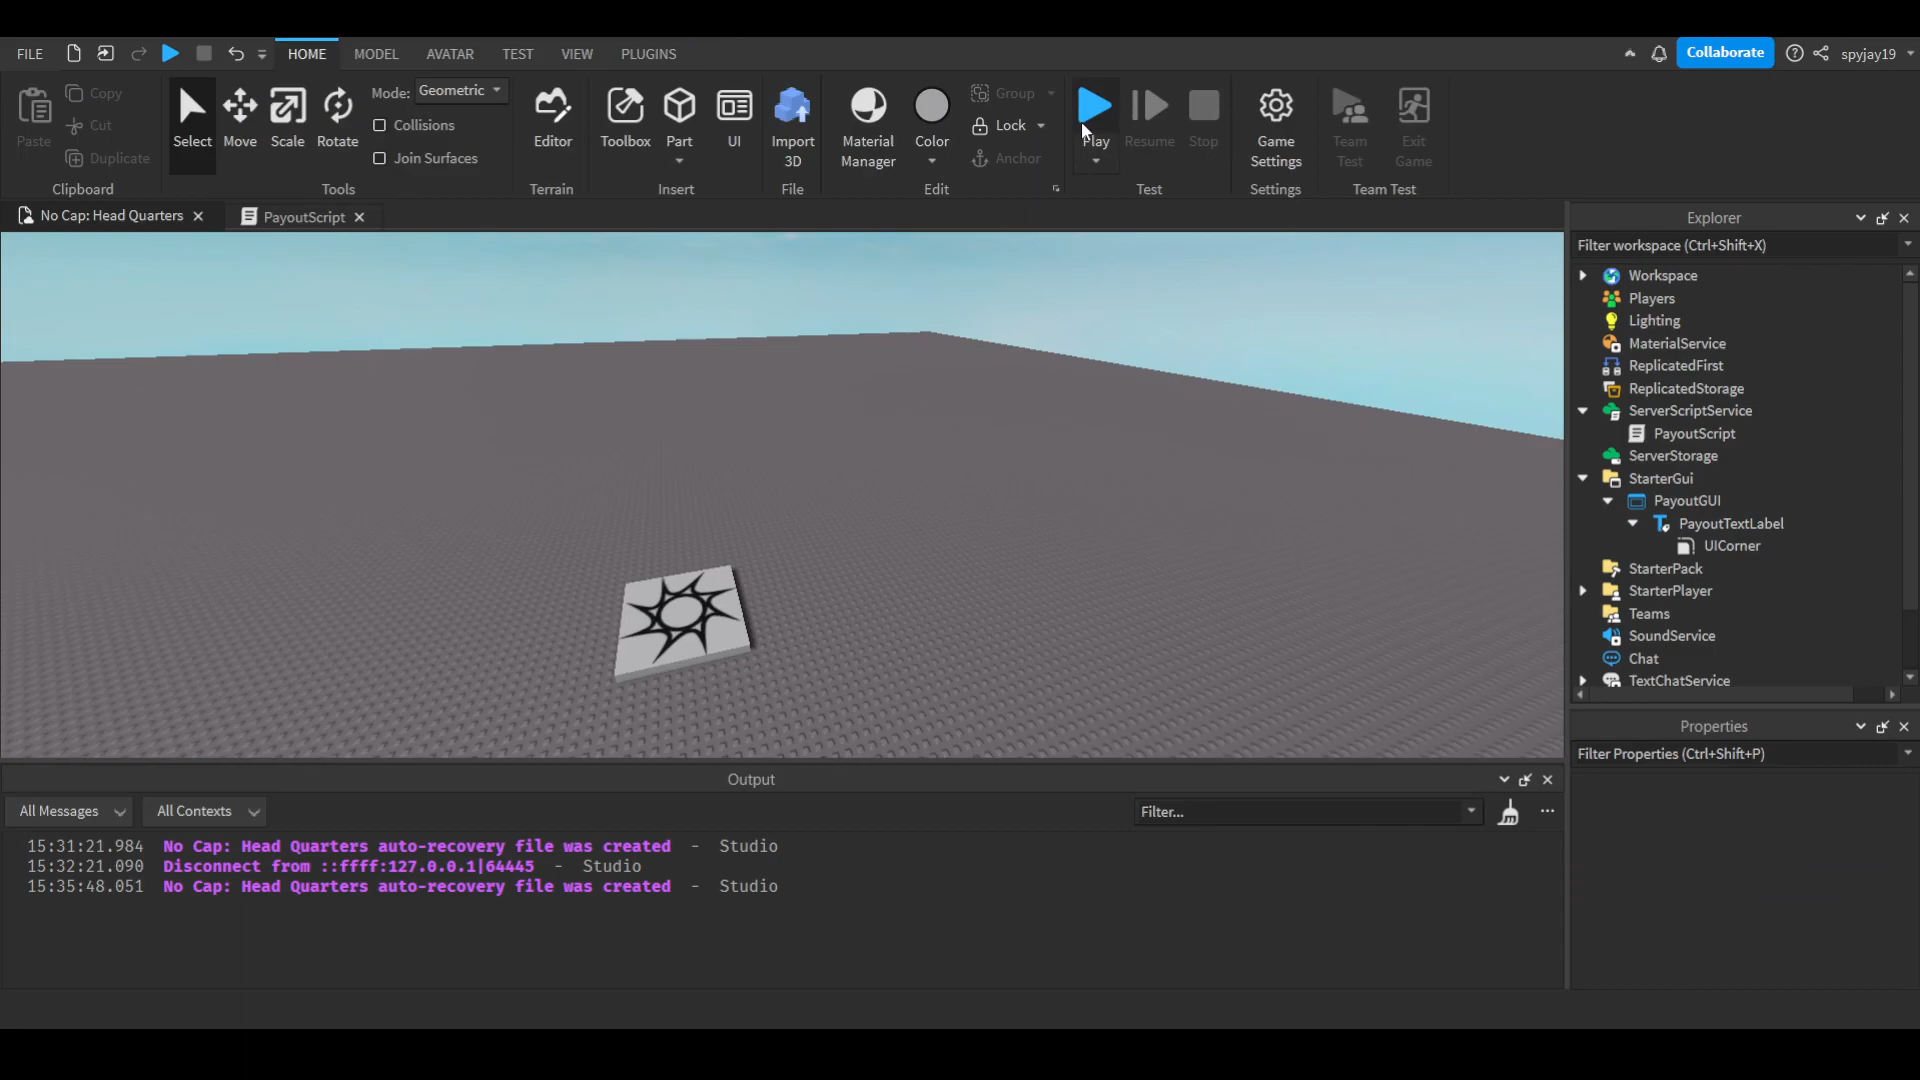 FILE HOME MODEL AVATAR TEST VIEW PLUGINS Collaborate spyjay19
Paste Copy Cut Duplicate Clipboard
Select Move Scale Rotate Mode: Geometric Collisions Join Surfaces Tools
Editor Terrain
Toolbox Part UI Insert
Import 3D File
Material Manager Color Group Lock Anchor Edit
Play Resume Stop Test
Game Settings Settings
Team Test Exit Game Team Test
No Cap: Head Quarters PayoutScript
Explorer
Filter workspace (Ctrl+Shift+X)
Workspace
Players
Lighting
MaterialService
ReplicatedFirst
ReplicatedStorage
ServerScriptService
PayoutScript
ServerStorage
StarterGui
PayoutGUI
PayoutTextLabel
UICorner
StarterPack
StarterPlayer
Teams
SoundService
Chat
TextChatService
Properties
Filter Properties (Ctrl+Shift+P)
Output
All Messages All Contexts Filter...
15:31:21.984 No Cap: Head Quarters auto-recovery file was created - Studio
15:32:21.090 Disconnect from ::ffff:127.0.0.1|64445 - Studio
15:35:48.051 No Cap: Head Quarters auto-recovery file was created - Studio